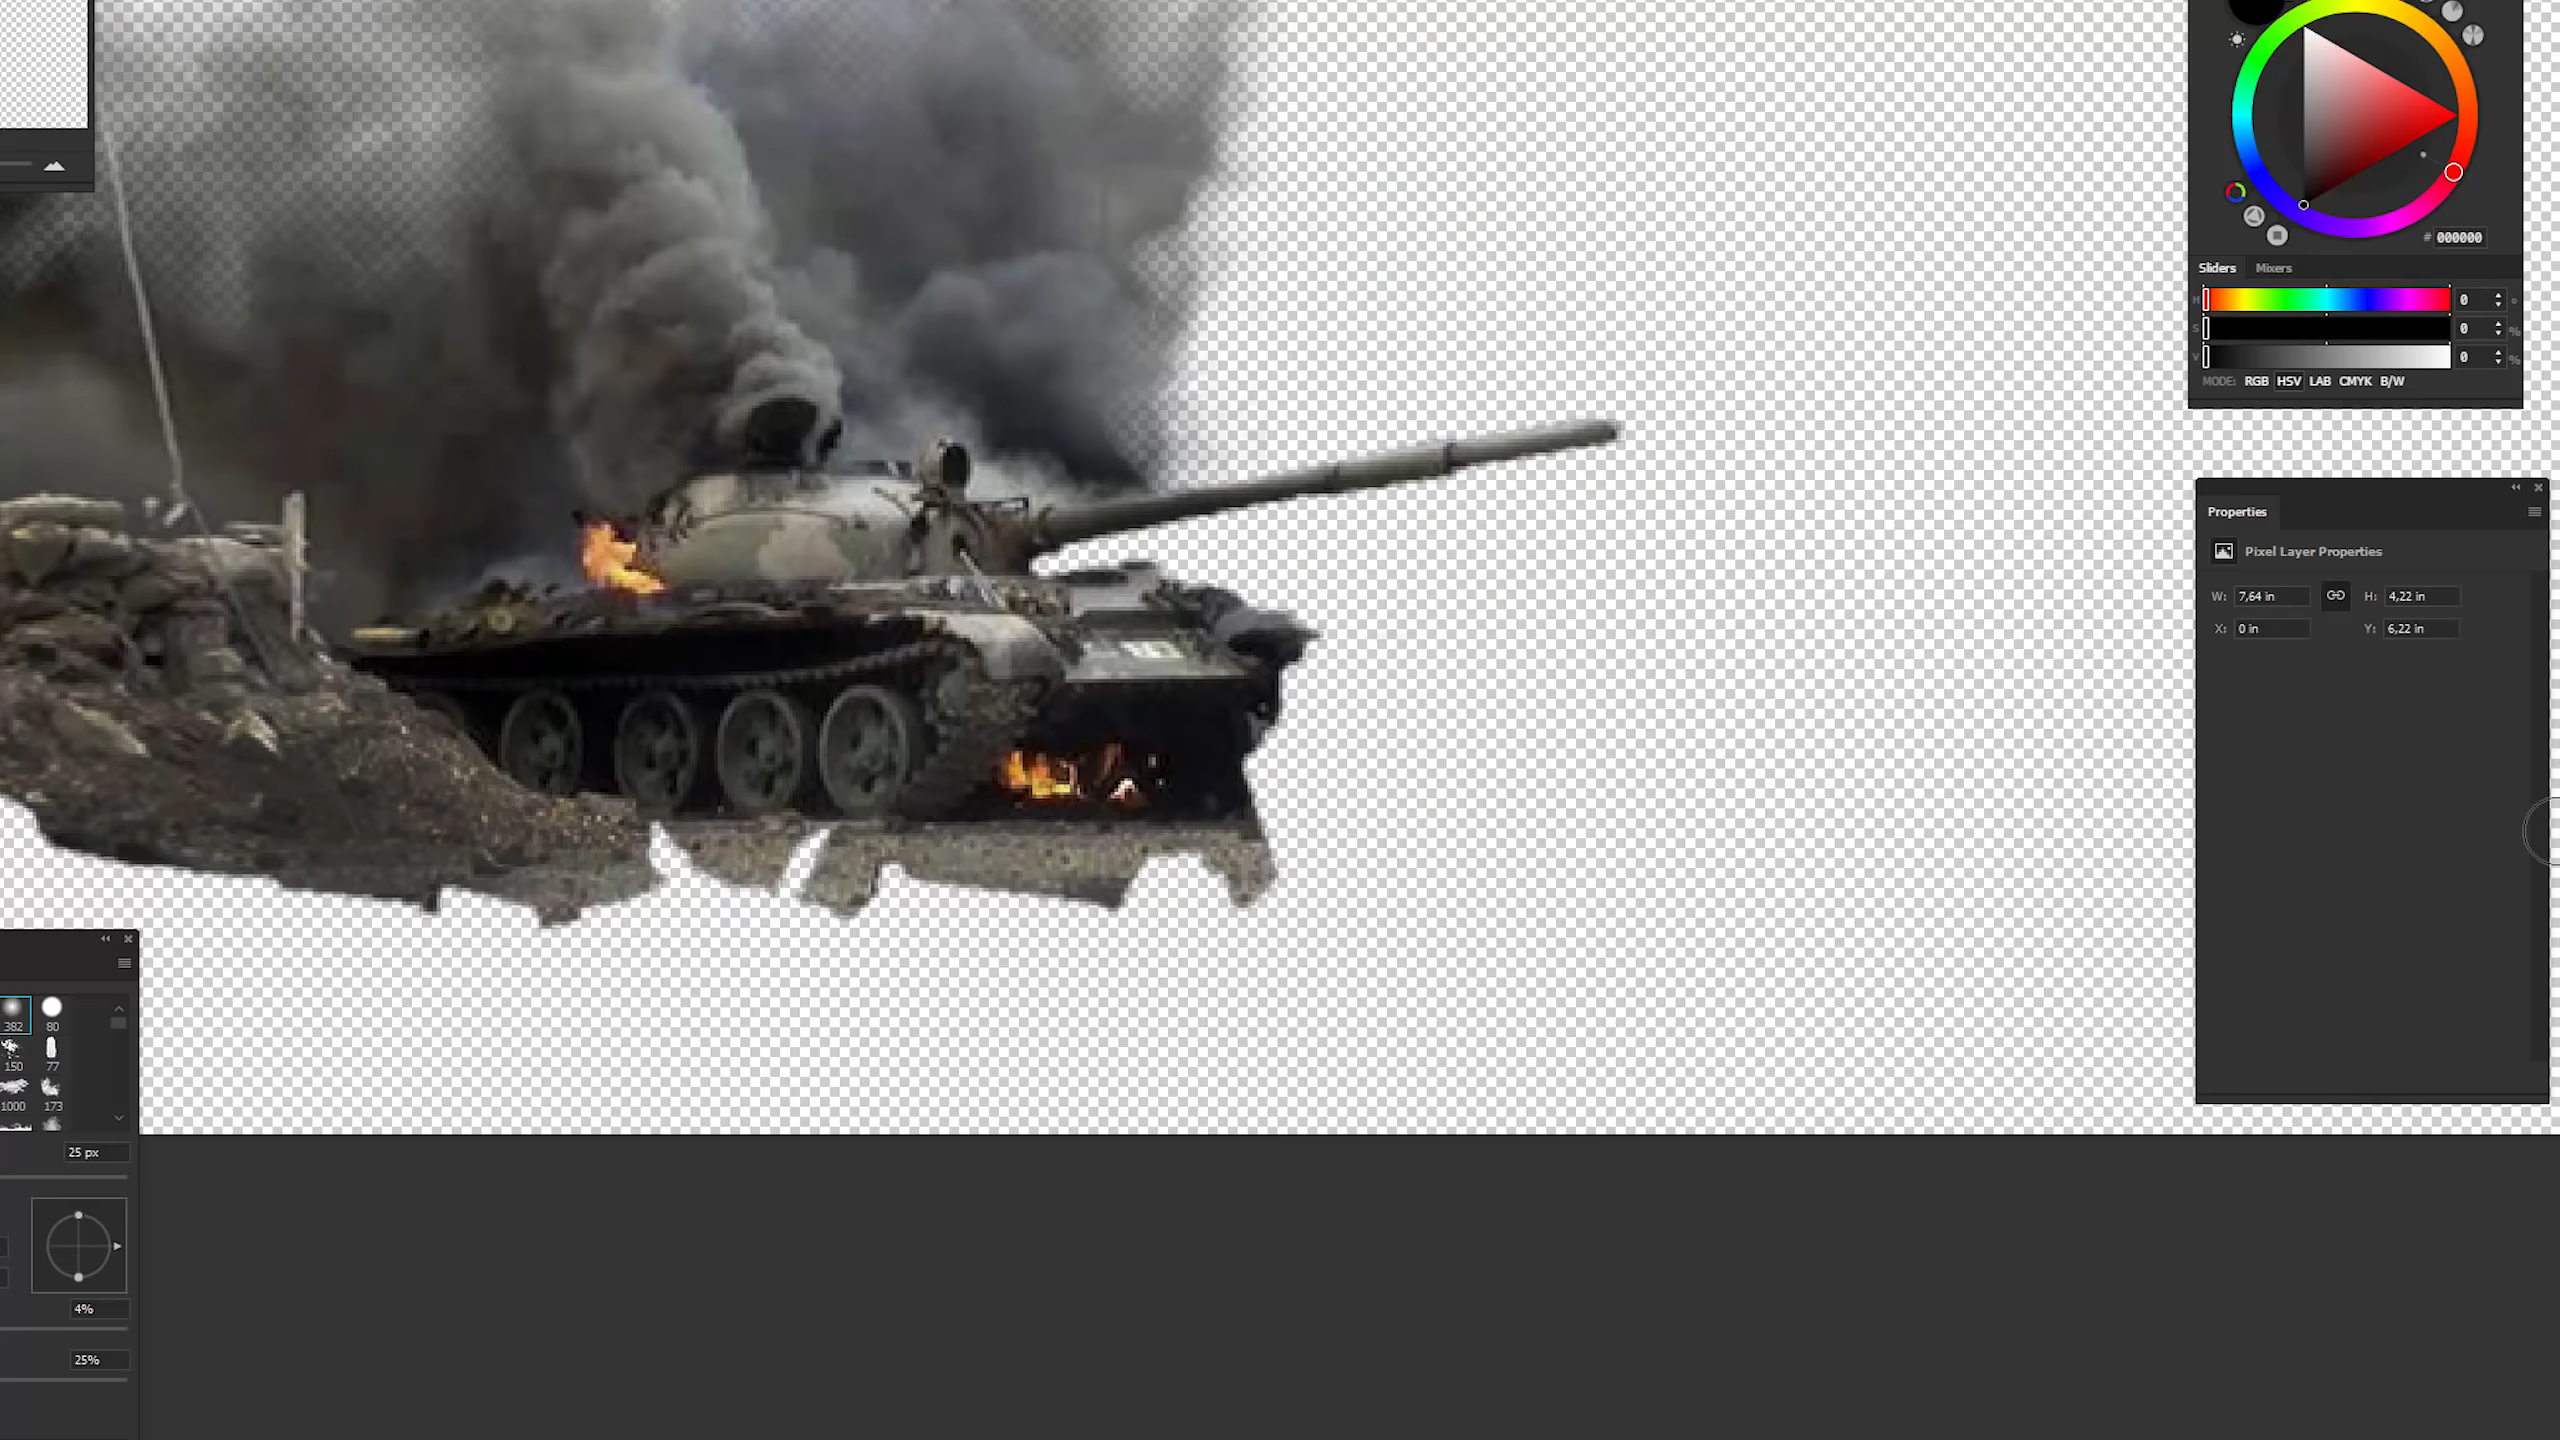 # 000000
Sliders Mixers
H 0 °
S 0 %
V 0 %
MODE: RGB HSV LAB CMYK B/W
Properties
Pixel Layer Properties
W: 7,64 in H: 4,22 in
X: 0 in Y: 6,22 in
382 80
150 77
1000 173
25 px
4%
25%